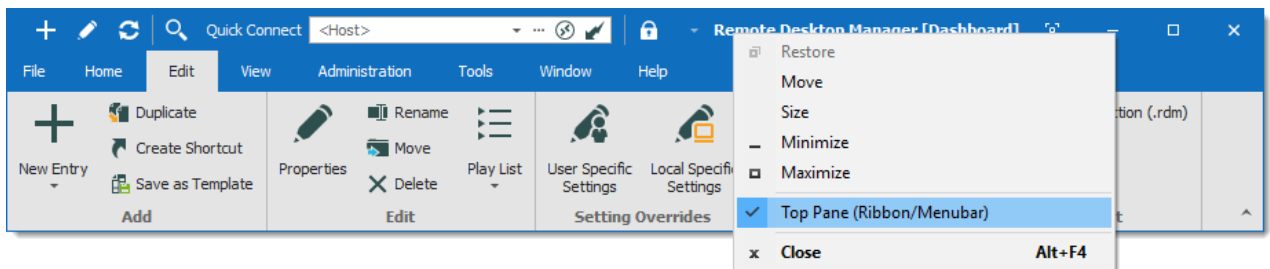 Quick Connect <Host> Remote Desktop Manager [Dashboard]
File Home Edit View Administration Tools Window Help
New Entry
Duplicate
Create Shortcut
Save as Template
Add
Properties
Rename
Move
Delete
Play List
Edit
User Specific
Settings
Local Specifi
Settings
Setting Overrides
tion (.rdm)
t
Restore
Move
Size
Minimize
Maximize
Top Pane (Ribbon/Menubar)
Close Alt+F4